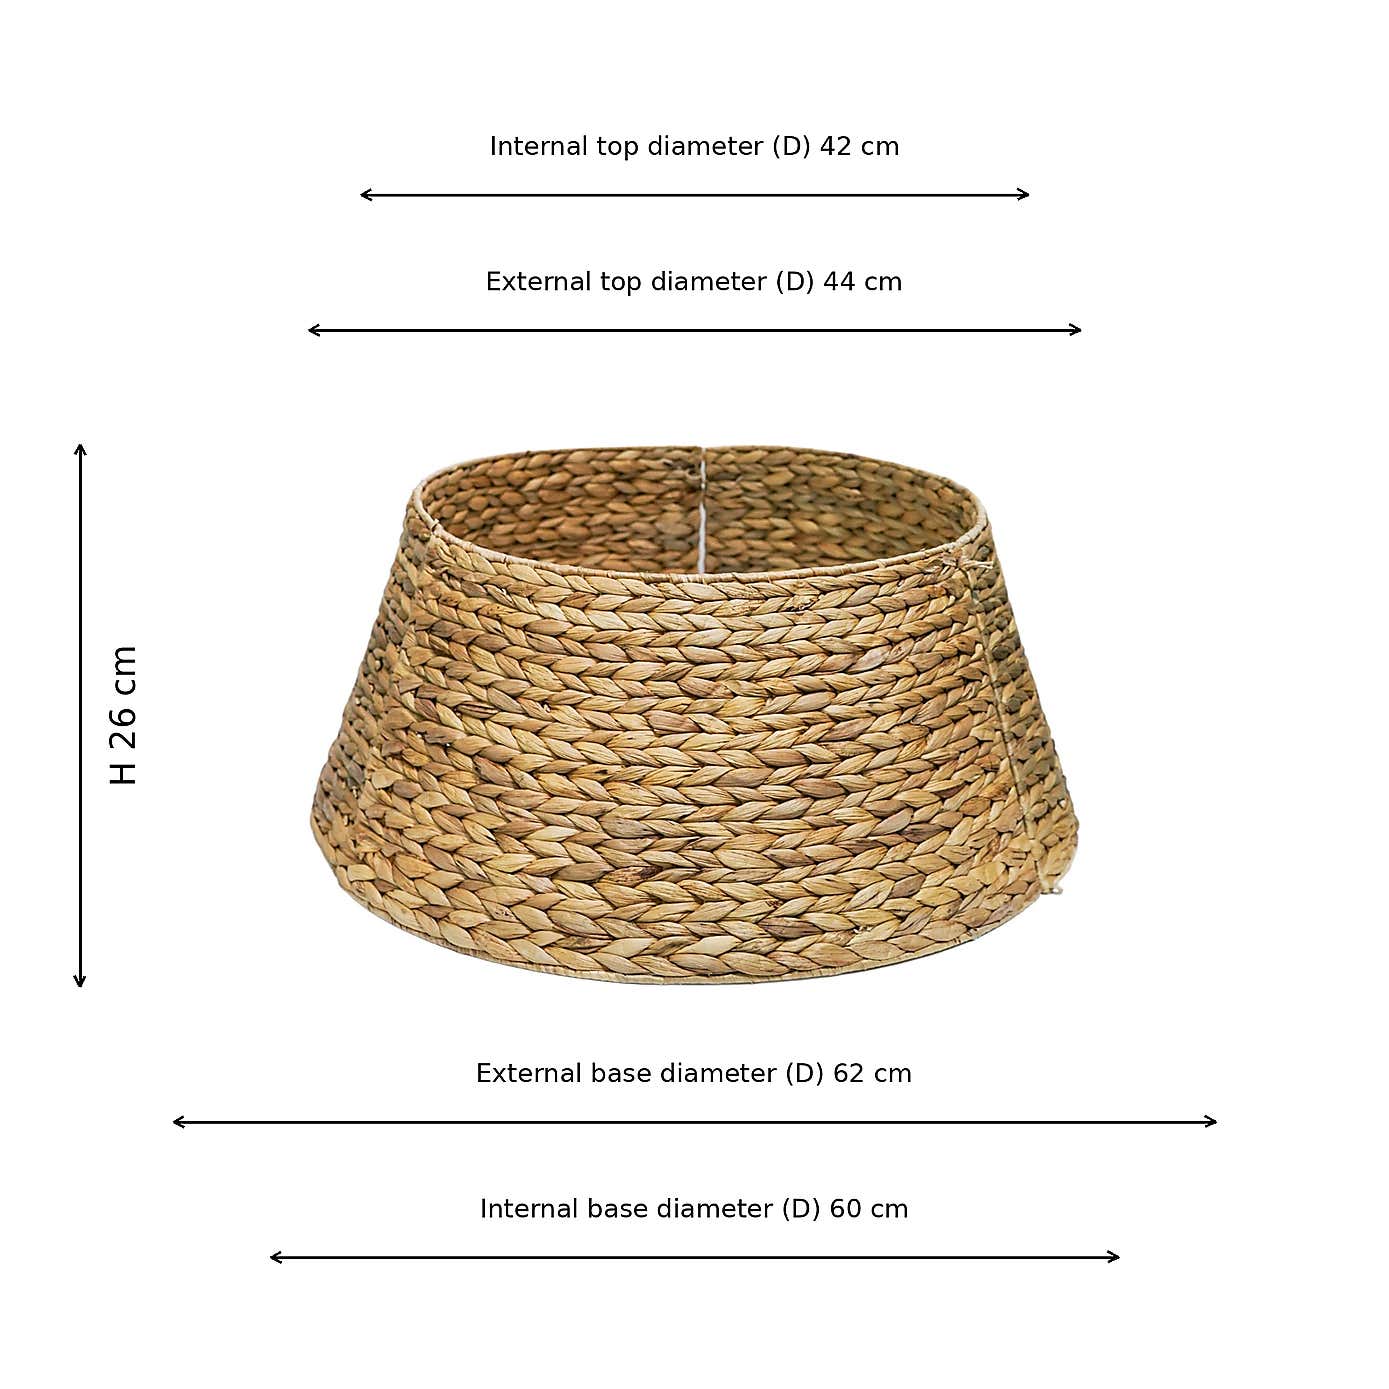 Internal top diameter (D) 42 cm
External top diameter (D) 44 cm
H 26 cm
External base diameter (D) 62 cm
Internal base diameter (D) 60 cm